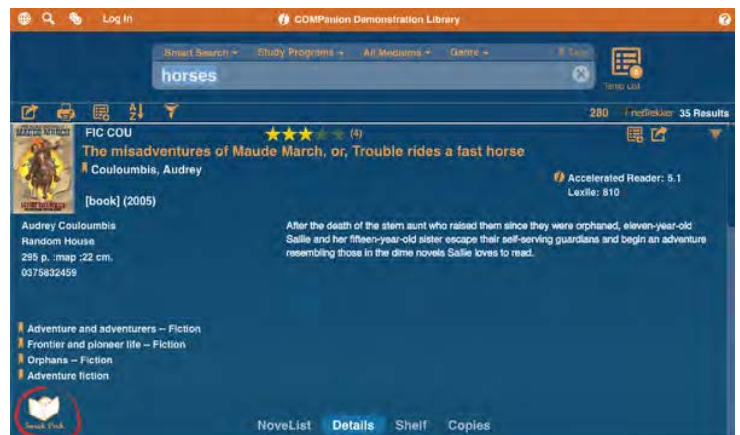 Log In
COMPanion Demonstration Library
Smart Search
Study Programs
All Mediums
Genre
horses
Temp List
280
35 Results
FIC COU
(4)
The misadventures of Maude March, or, Trouble rides a fast horse
Couloumbis, Audrey
Accelerated Reader: 5.1
Lexile: 810
[book] (2005)
Audrey Couloumbis
Random House
295 p. :map ;22 cm.
0375832459
After the death of the stern aunt who raised them since they were orphaned, eleven-year-old
Sallie and her fifteen-year-old sister escape their self-serving guardians and begin an adventure
resembling those in the dime novels Sallie loves to read.
Adventure and adventurers -- Fiction
Frontier and pioneer life -- Fiction
Orphans -- Fiction
Adventure fiction
Sneak Peek
NoveList
Details
Shelf
Copies